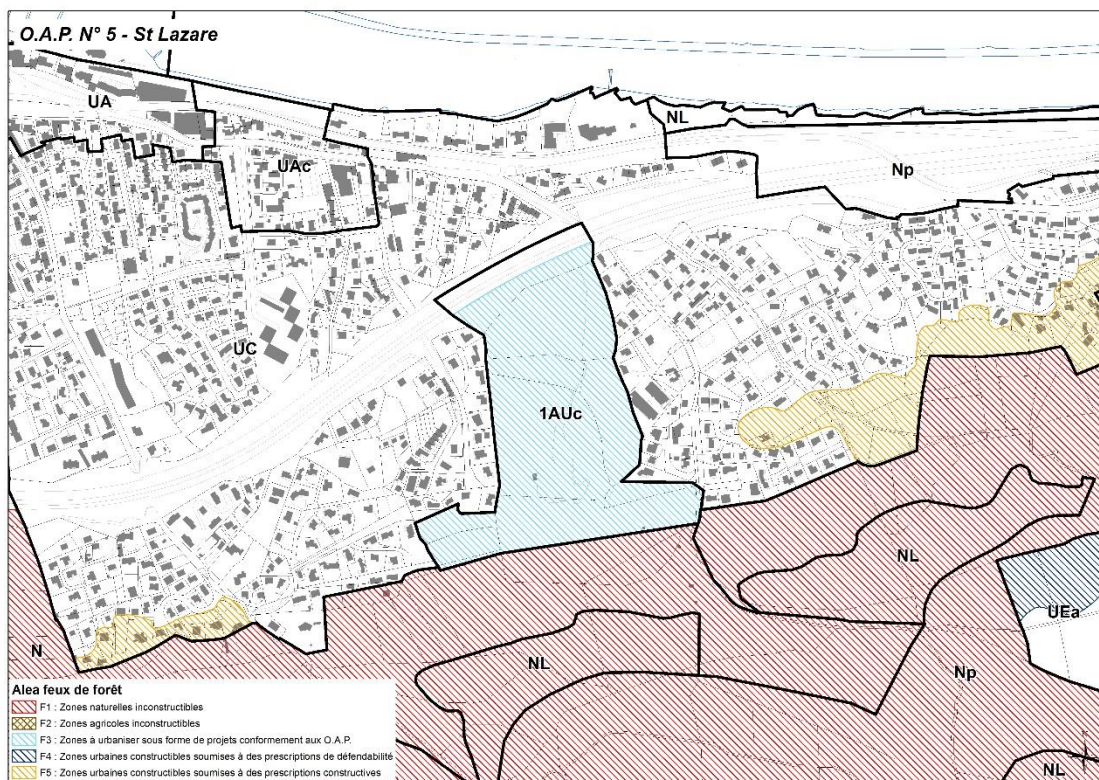 O.A.P. N° 5 - St Lazare
UA
NL
UAc
Np
UC
1AUc
NL
UEa
N
NL
Np
NL
Alea feux de forêt
F1 : Zones naturelles inconstructibles
F2 : Zones agricoles inconstructibles
F3 : Zones à urbaniser sous forme de projets conformement aux O.A.P.
F4 : Zones urbaines constructibles soumises à des prescriptions de défendabilité
F5 : Zones urbaines constructibles soumises à des prescriptions constructives